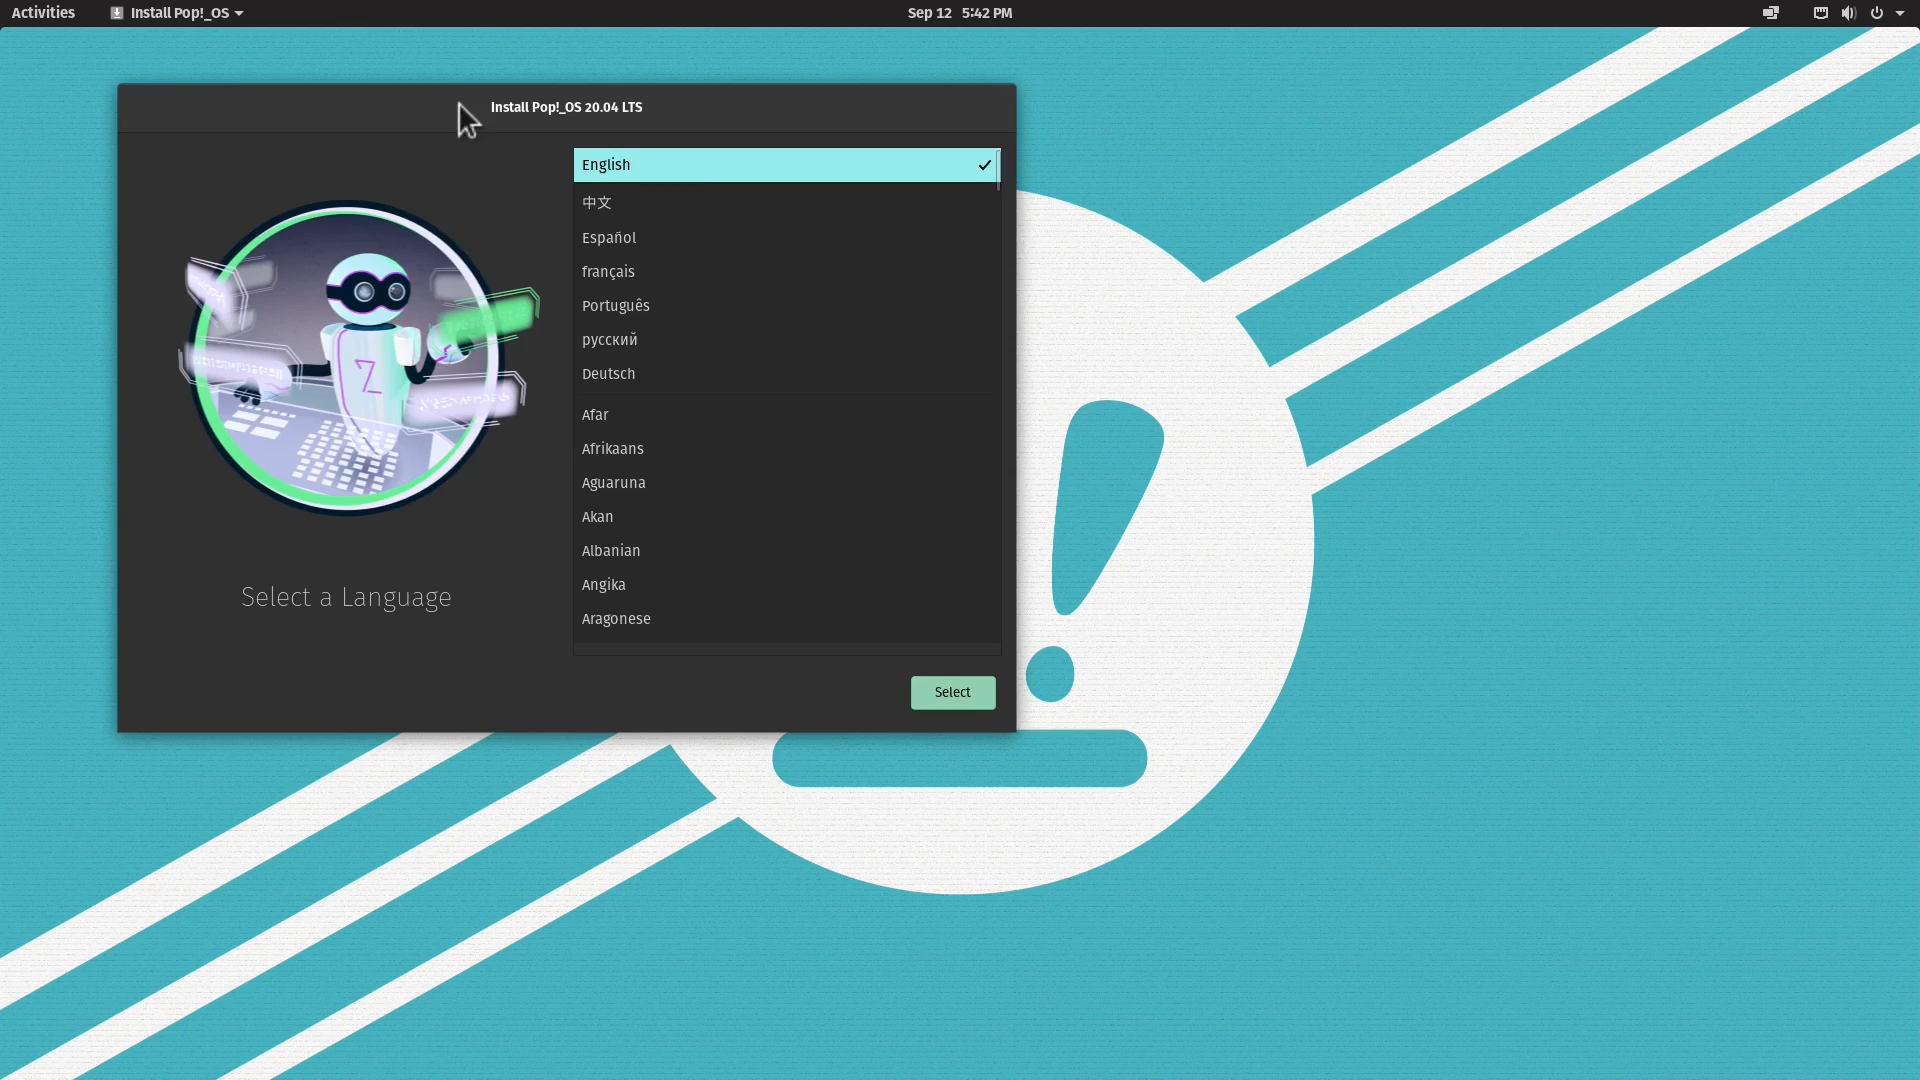 Activities
Install Pop!_OS
Sep 12 5:42 PM
Install Pop!_OS 20.04 LTS
English
中文
Español
français
Português
русский
Deutsch
Afar
Afrikaans
Aguaruna
Akan
Albanian
Angika
Aragonese
Select a Language
Select